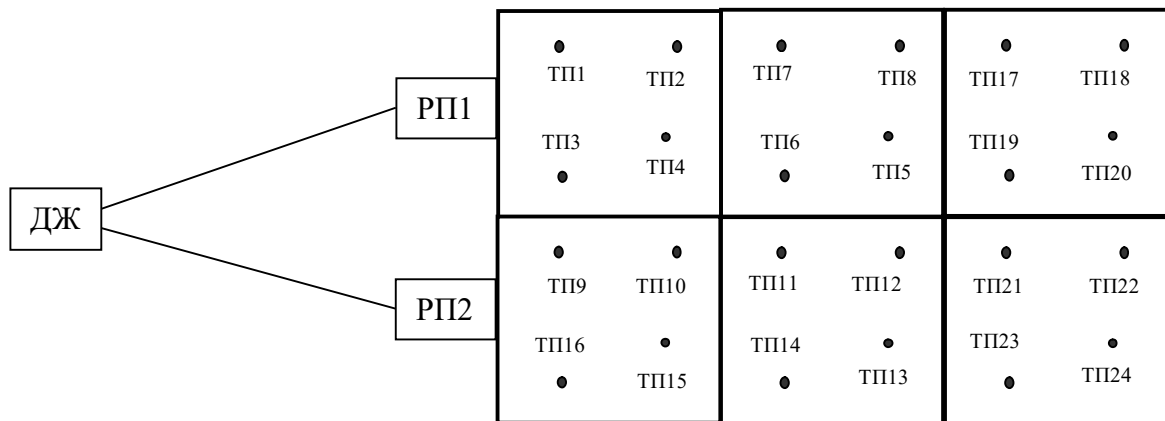 ТП1 ТП2 ТП7 ТП8 ТП17 ТП18
РП1
ТП3 ТП6 ТП19
ТП4 ТП5 ТП20
ДЖ
ТП9 ТП10 ТП11 ТП12 ТП21 ТП22
РП2
ТП16 ТП14 ТП23
ТП15 ТП13 ТП24